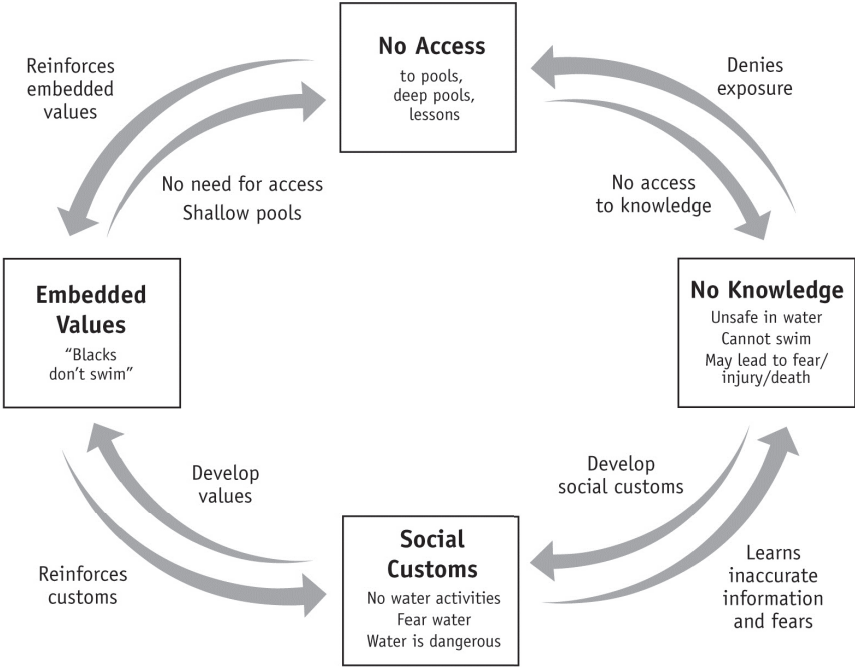 No Access
to pools,
deep pools,
lessons
Reinforces
embedded
values
No need for access
Shallow pools
Denies
exposure
No access
to knowledge
Embedded
Values
“Blacks
don’t swim”
No Knowledge
Unsafe in water
Cannot swim
May lead to fear/
injury/death
Develop
values
Reinforces
customs
Develop
social customs
Learns
inaccurate
information
and fears
Social
Customs
No water activities
Fear water
Water is dangerous